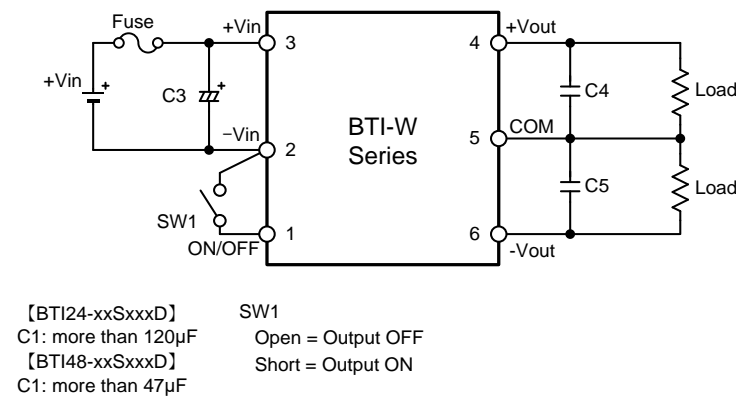 Fuse
+Vin
+Vin
3
4
+Vout
+
+
C3
C4
Load
−Vin
2
BTI-W
Series
5
COM
C5
Load
SW1
1
ON/OFF
6
-Vout
【BTI24-xxSxxxD】
C1: more than 120μF
【BTI48-xxSxxxD】
C1: more than 47μF
SW1
Open = Output OFF
Short = Output ON